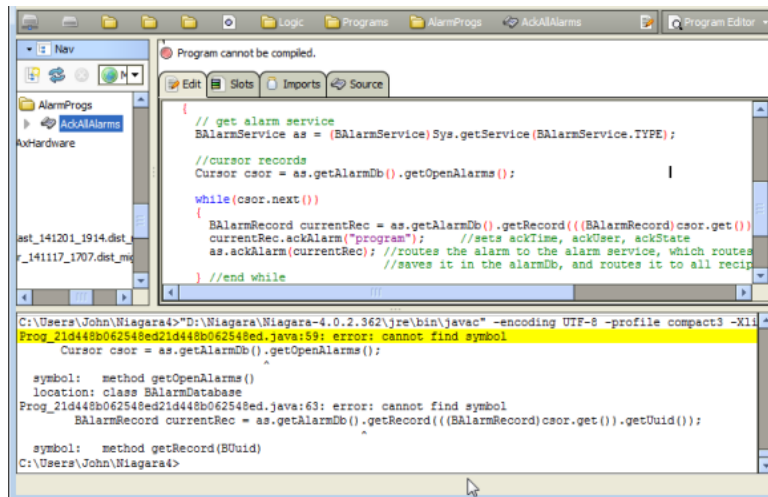 Logic Programs AlarmProgs AckAllAlarms Program Editor
Nav
Program cannot be compiled.
Edit Slots Imports Source
AlarmProgs
AckAllAlarms
AxHardware
ast_141201_1914.dist_
r_141117_1707.dist_mig
{
// get alarm service
BAlarmService as = (BAlarmService)Sys.getService(BAlarmService.TYPE);
//cursor records
Cursor csor = as.getAlarmDb().getOpenAlarms();
while(csor.next())
{
BAlarmRecord currentRec = as.getAlarmDb().getRecord(((BAlarmRecord)csor.get())
currentRec.ackAlarm("program"); //sets ackTime, ackUser, ackState
as.ackAlarm(currentRec); //routes the alarm to the alarm service, which routes
//saves it in the alarmDb, and routes it to all recip
} //end while
C:\Users\John\Niagara4>"D:\Niagara\Niagara-4.0.2.362\jre\bin\javac" -encoding UTF-8 -profile compact3 -Xli
Prog_21d448b062548ed21d448b062548ed.java:59: error: cannot find symbol
Cursor csor = as.getAlarmDb().getOpenAlarms();
^
symbol: method getOpenAlarms()
location: class BAlarmDatabase
Prog_21d448b062548ed21d448b062548ed.java:63: error: cannot find symbol
BAlarmRecord currentRec = as.getAlarmDb().getRecord(((BAlarmRecord)csor.get()).getUuid());
^
symbol: method getRecord(BUuid)
C:\Users\John\Niagara4>